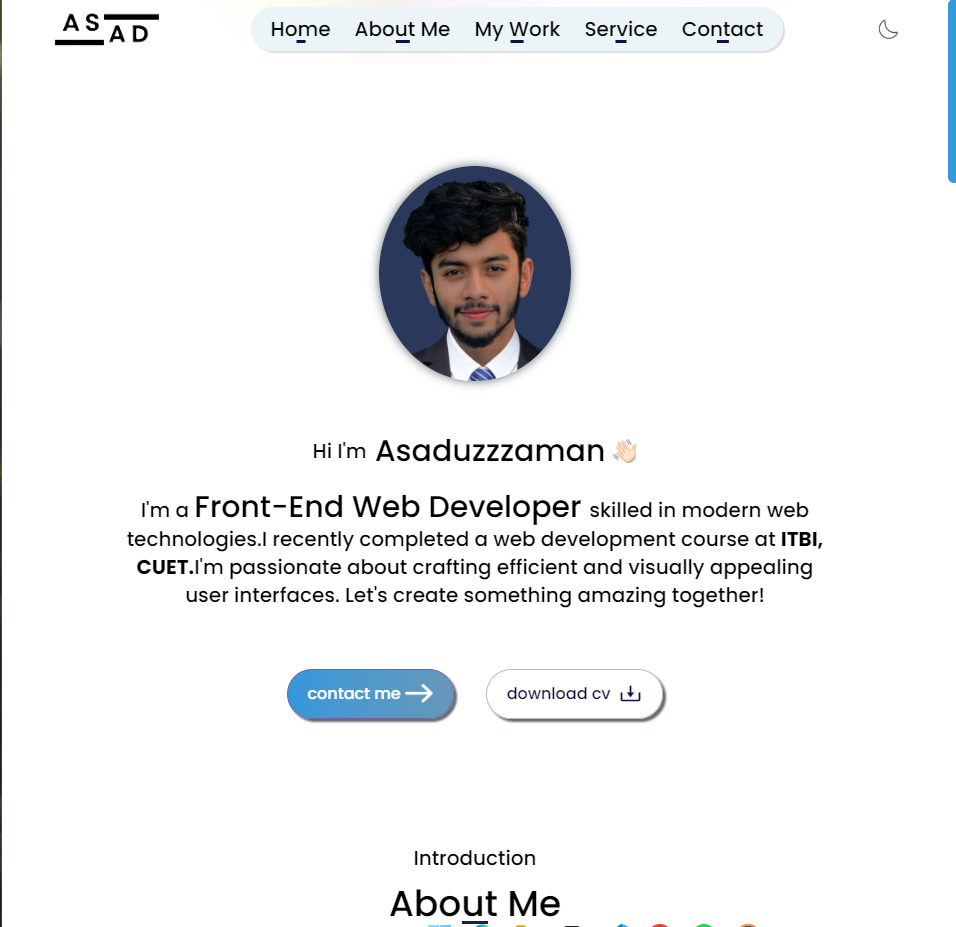 AS
AD
Home About Me My Work Service Contact
Hi I'm Asaduzzzaman 👋🏻
I'm a Front-End Web Developer skilled in modern web
technologies.I recently completed a web development course at ITBI,
CUET.I'm passionate about crafting efficient and visually appealing
user interfaces. Let's create something amazing together!
contact me download cv
Introduction
About Me